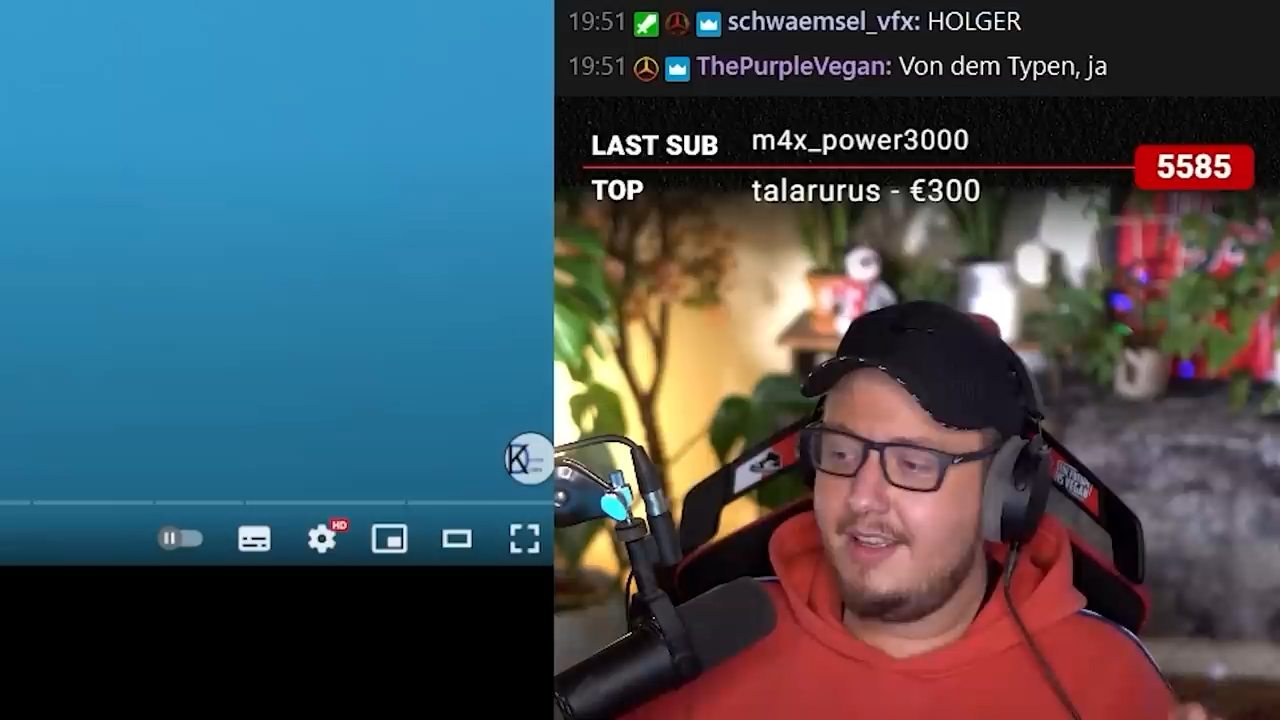 19:51 schwaemsel_vfx: HOLGER
19:51 ThePurpleVegan: Von dem Typen, ja
LAST SUB m4x_power3000
5585
TOP talarurus - €300
K
HD